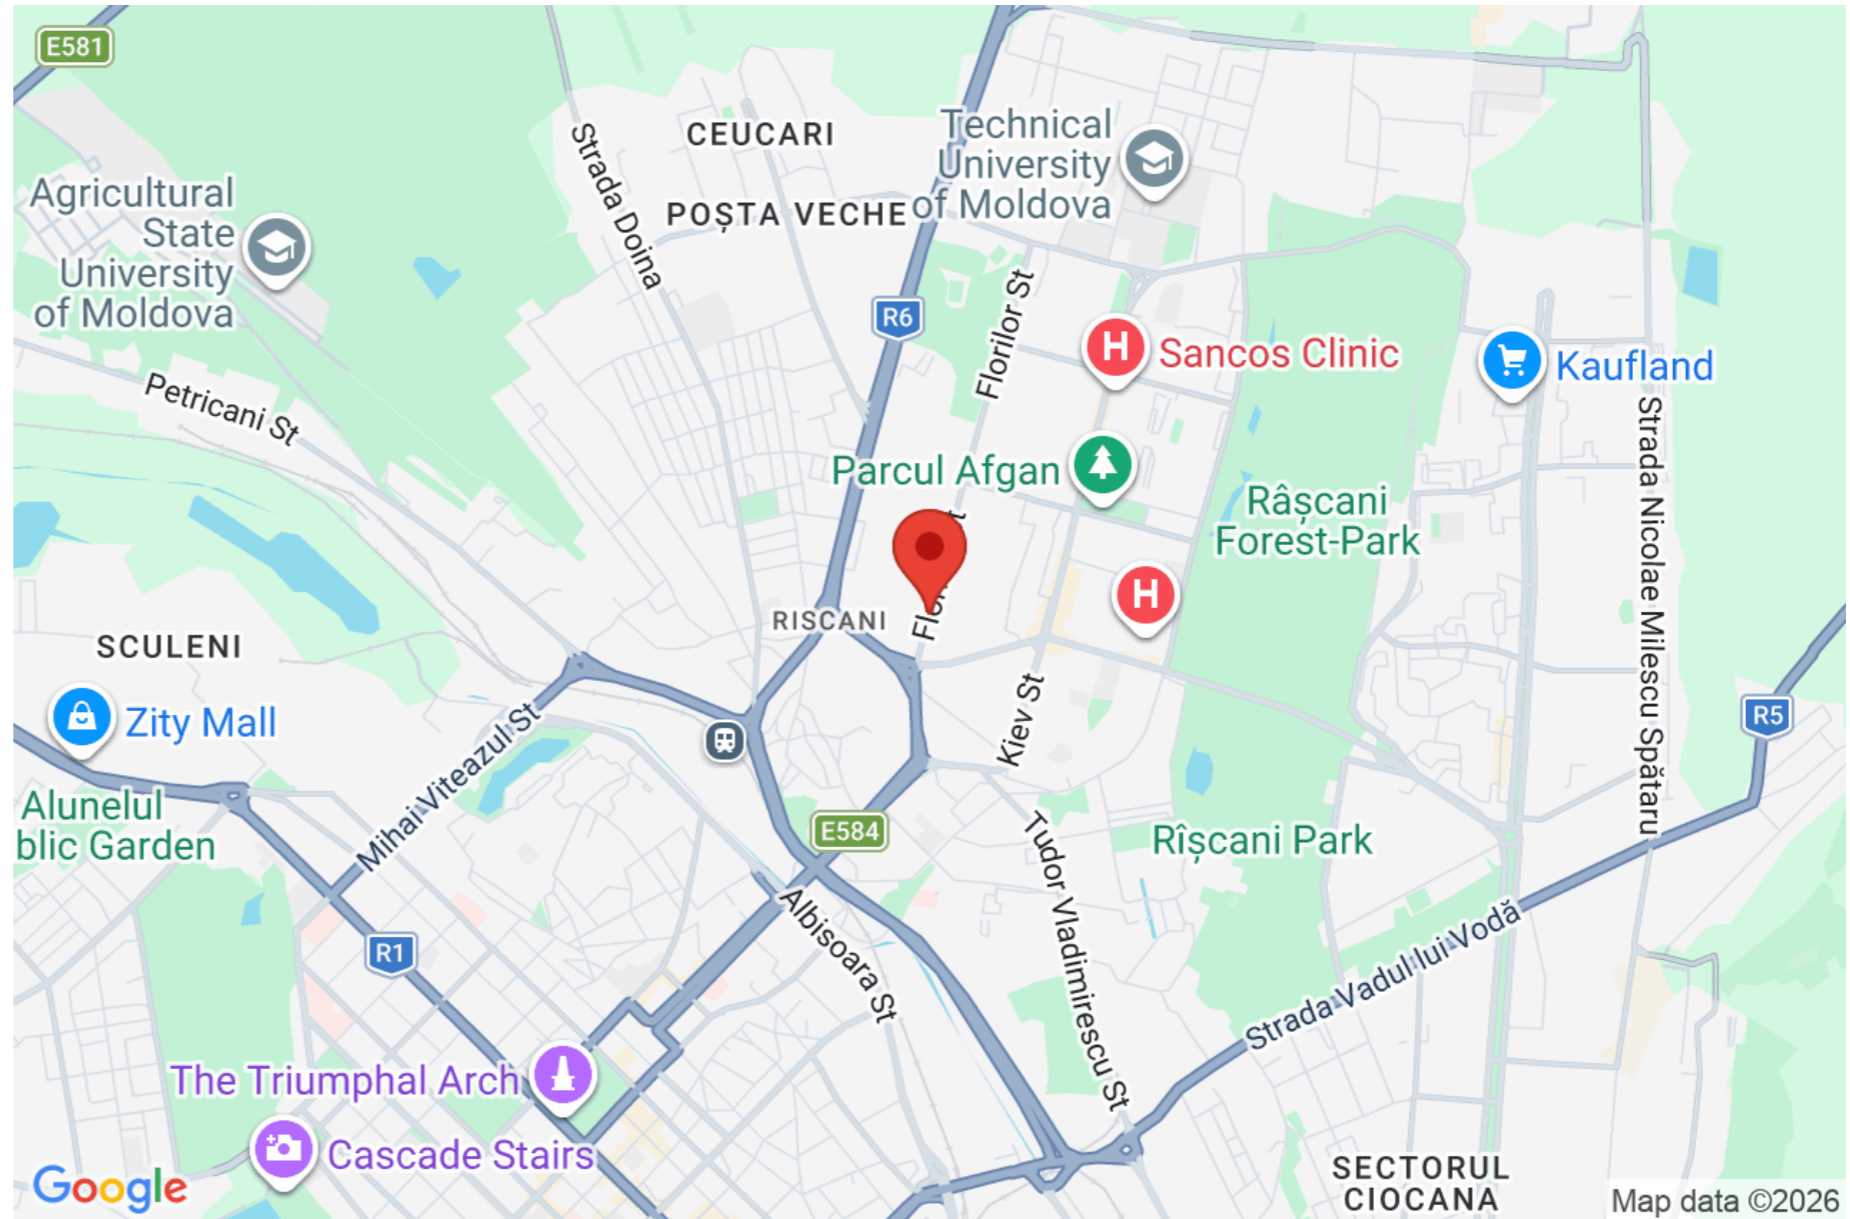 E581
CEUCARI
Technical
University
of Moldova
Strada Doina
POȘTA VECHE
Agricultural
State
University
of Moldova
R6
Florilor St
Sancos Clinic
Kaufland
Petricani St
Parcul Afgan
Râșcani
Forest-Park
Strada Nicolae Milescu Spătaru
H
H
RISCANI
SCULENI
Zity Mall
Kiev St
R5
Mihai Viteazul St
Alunelul
blic Garden
E584
Rîșcani Park
Tudor Vladimirescu St
Albisoara St
Strada Vadul lui Vodă
R1
The Triumphal Arch
Cascade Stairs
SECTORUL
CIOCANA
Google
Map data ©2026